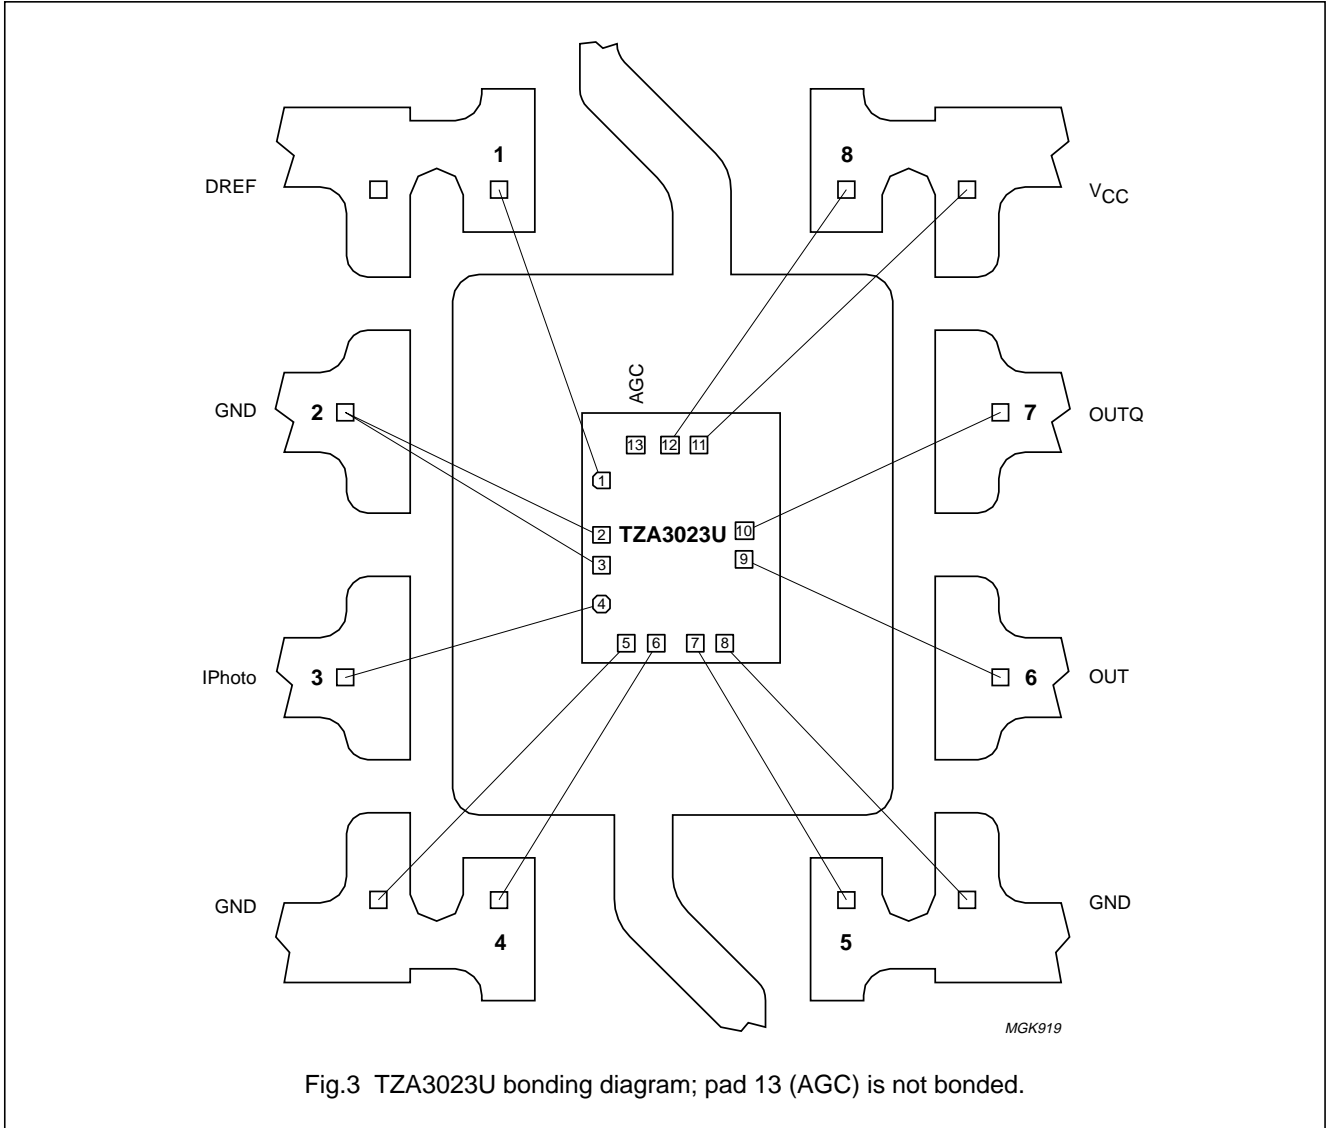 1
8
DREF
V_CC
GND
2
AGC
7
OUTQ
13
12
11
1
2
TZA3023U
10
3
9
4
5
6
7
8
IPhoto
3
6
OUT
GND
4
5
GND
MGK919
Fig.3 TZA3023U bonding diagram; pad 13 (AGC) is not bonded.